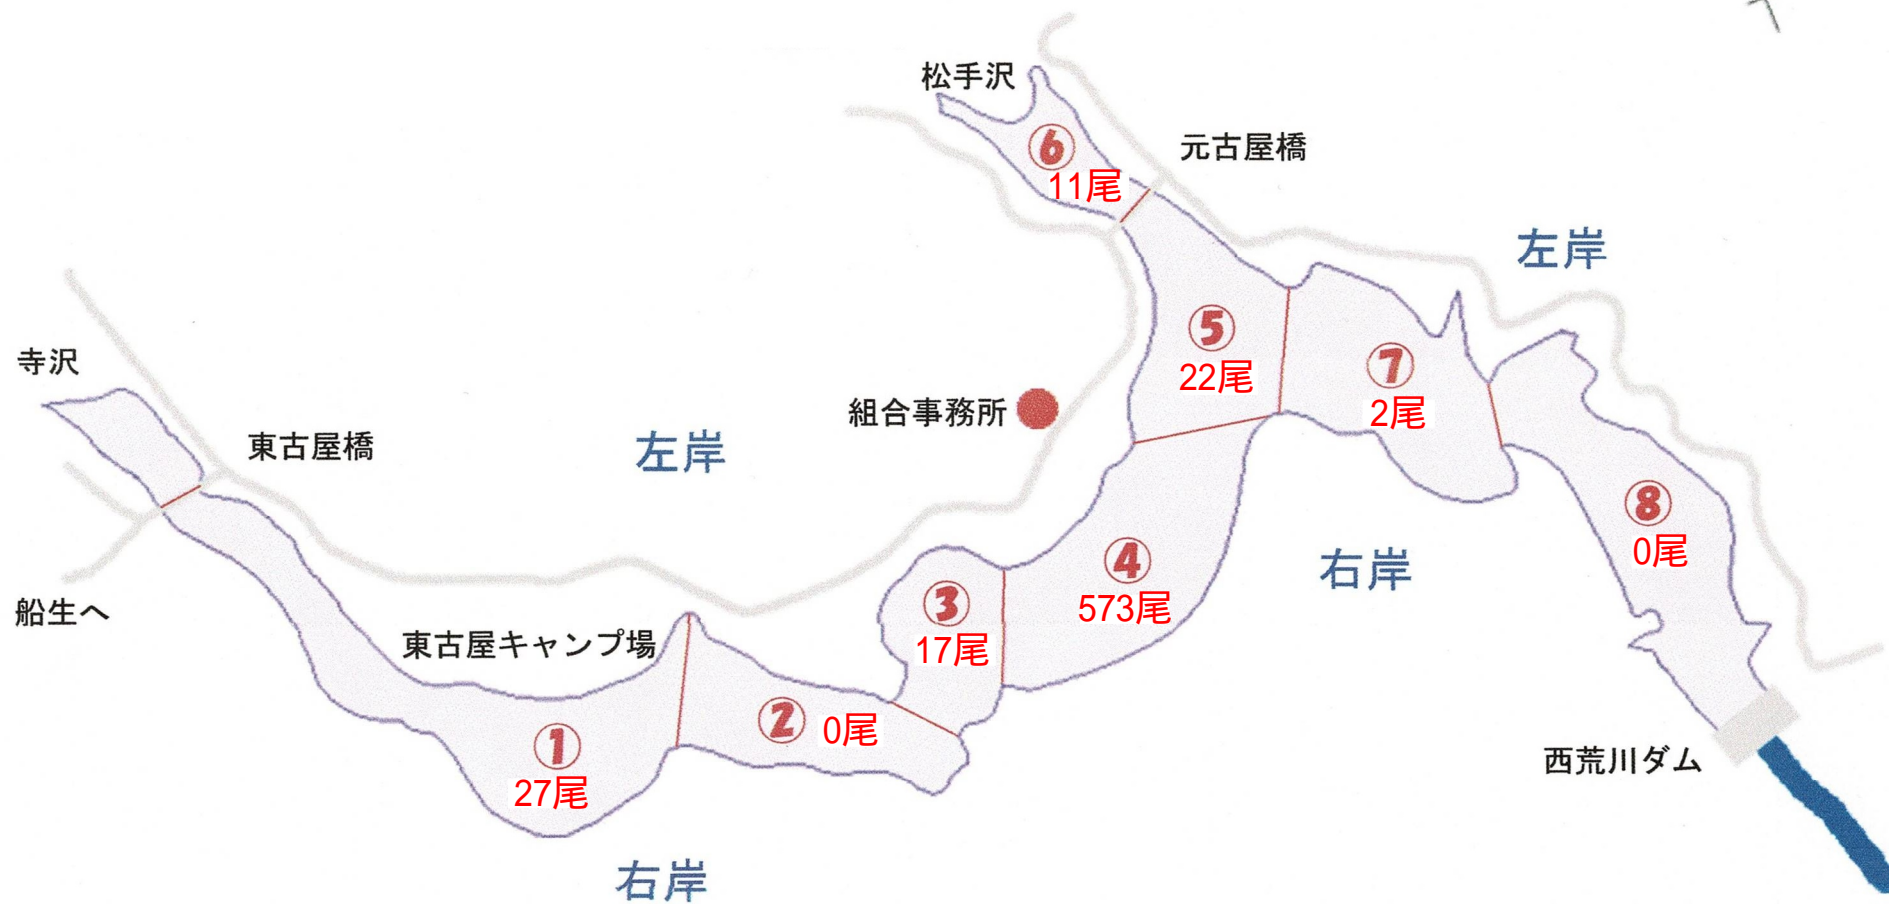 松手沢
⑥
11尾
元古屋橋
左岸
寺沢
東古屋橋
左岸
組合事務所
⑤
22尾
⑦
2尾
⑧
0尾
右岸
④
573尾
③
17尾
船生へ
東古屋キャンプ場
②
0尾
①
27尾
西荒川ダム
右岸